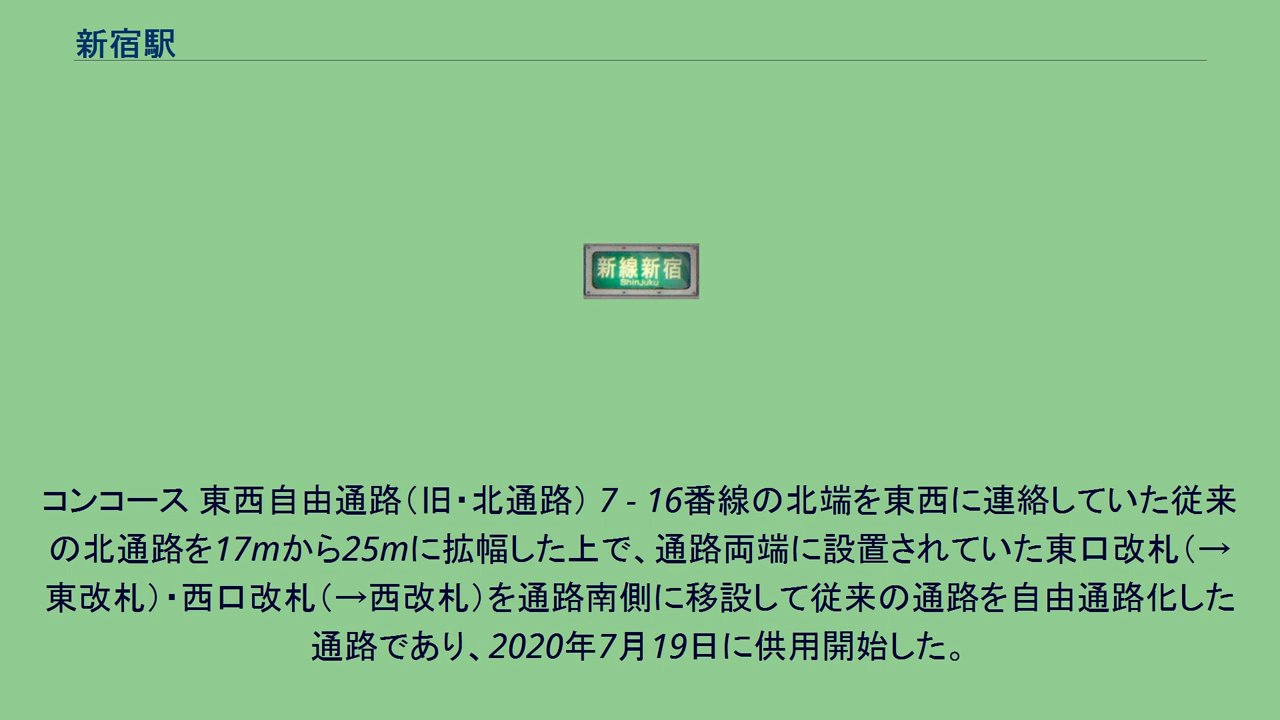 新宿駅
新線新宿
Shinjuku
コンコース 東西自由通路（旧・北通路） 7 - 16番線の北端を東西に連絡していた従来
の北通路を17mから25mに拡幅した上で、通路両端に設置されていた東口改札（→
東改札）・西口改札（→西改札）を通路南側に移設して従来の通路を自由通路化した
通路であり、2020年7月19日に供用開始した。